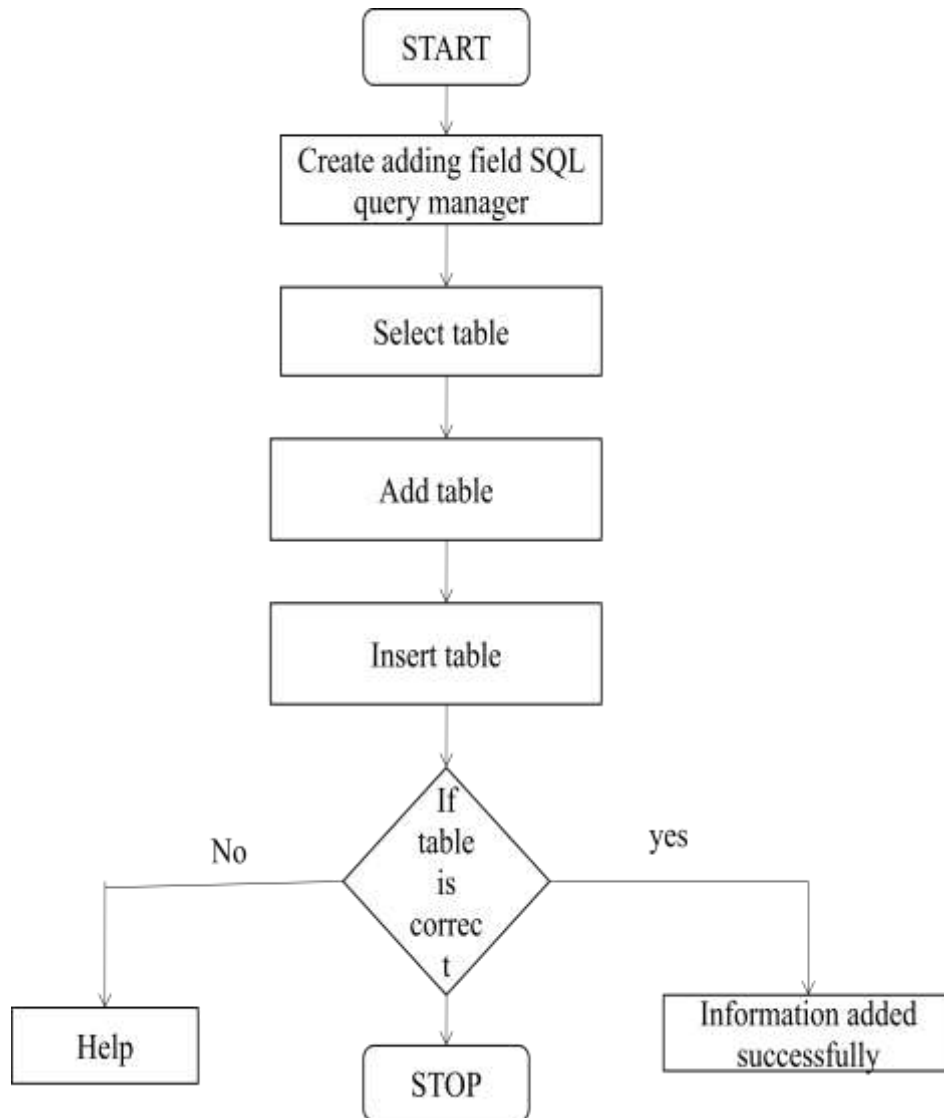 START
Create adding field SQL
query manager
Select table
Add table
Insert table
If
table
is
correc
t
No
yes
Help
Information added
successfully
STOP